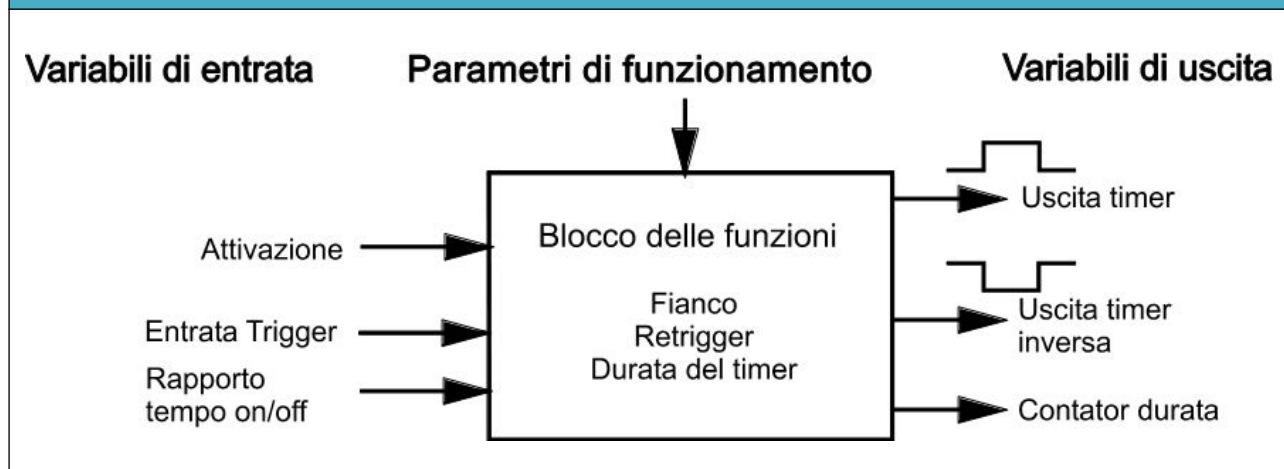 Variabili di entrata
Parametri di funzionamento
Variabili di uscita
Attivazione
Entrata Trigger
Rapporto
tempo on/off
Blocco delle funzioni
Fianco
Retrigger
Durata del timer
Uscita timer
Uscita timer
inversa
Contator durata